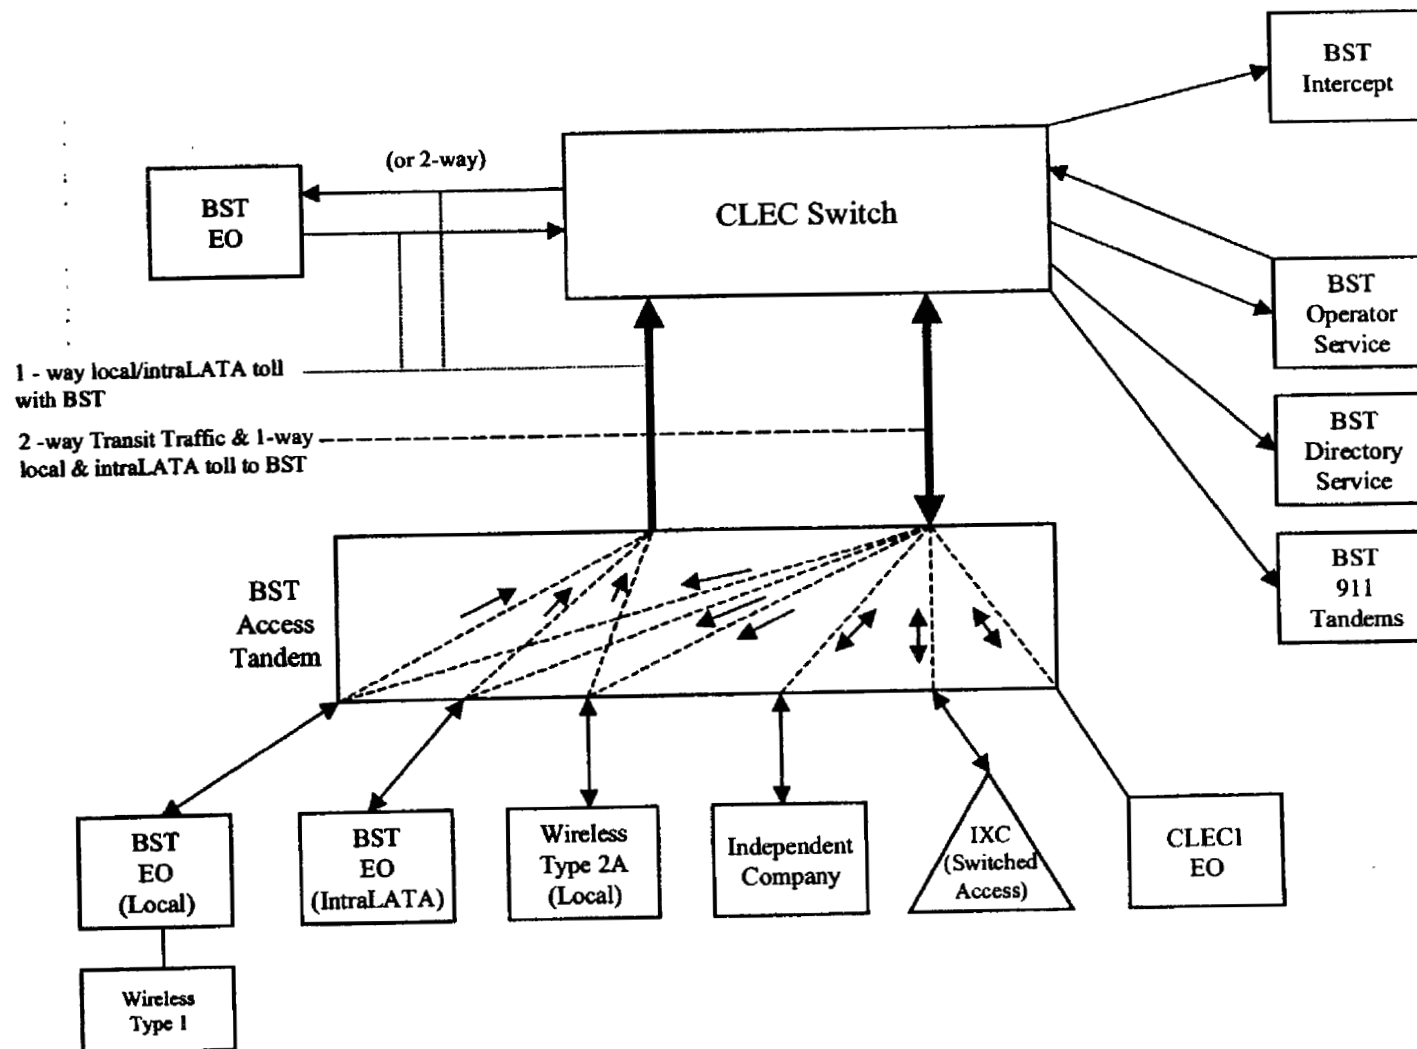 BST
Intercept
(or 2-way)
BST
EO
CLEC Switch
BST
Operator
Service
1 - way local/intraLATA toll
with BST
2 -way Transit Traffic & 1-way
local & intraLATA toll to BST
BST
Directory
Service
BST
911
Tandems
BST
Access
Tandem
BST
EO
(Local)
BST
EO
(IntraLATA)
Wireless
Type 2A
(Local)
Independent
Company
IXC
(Switched
Access)
CLEC1
EO
Wireless
Type 1